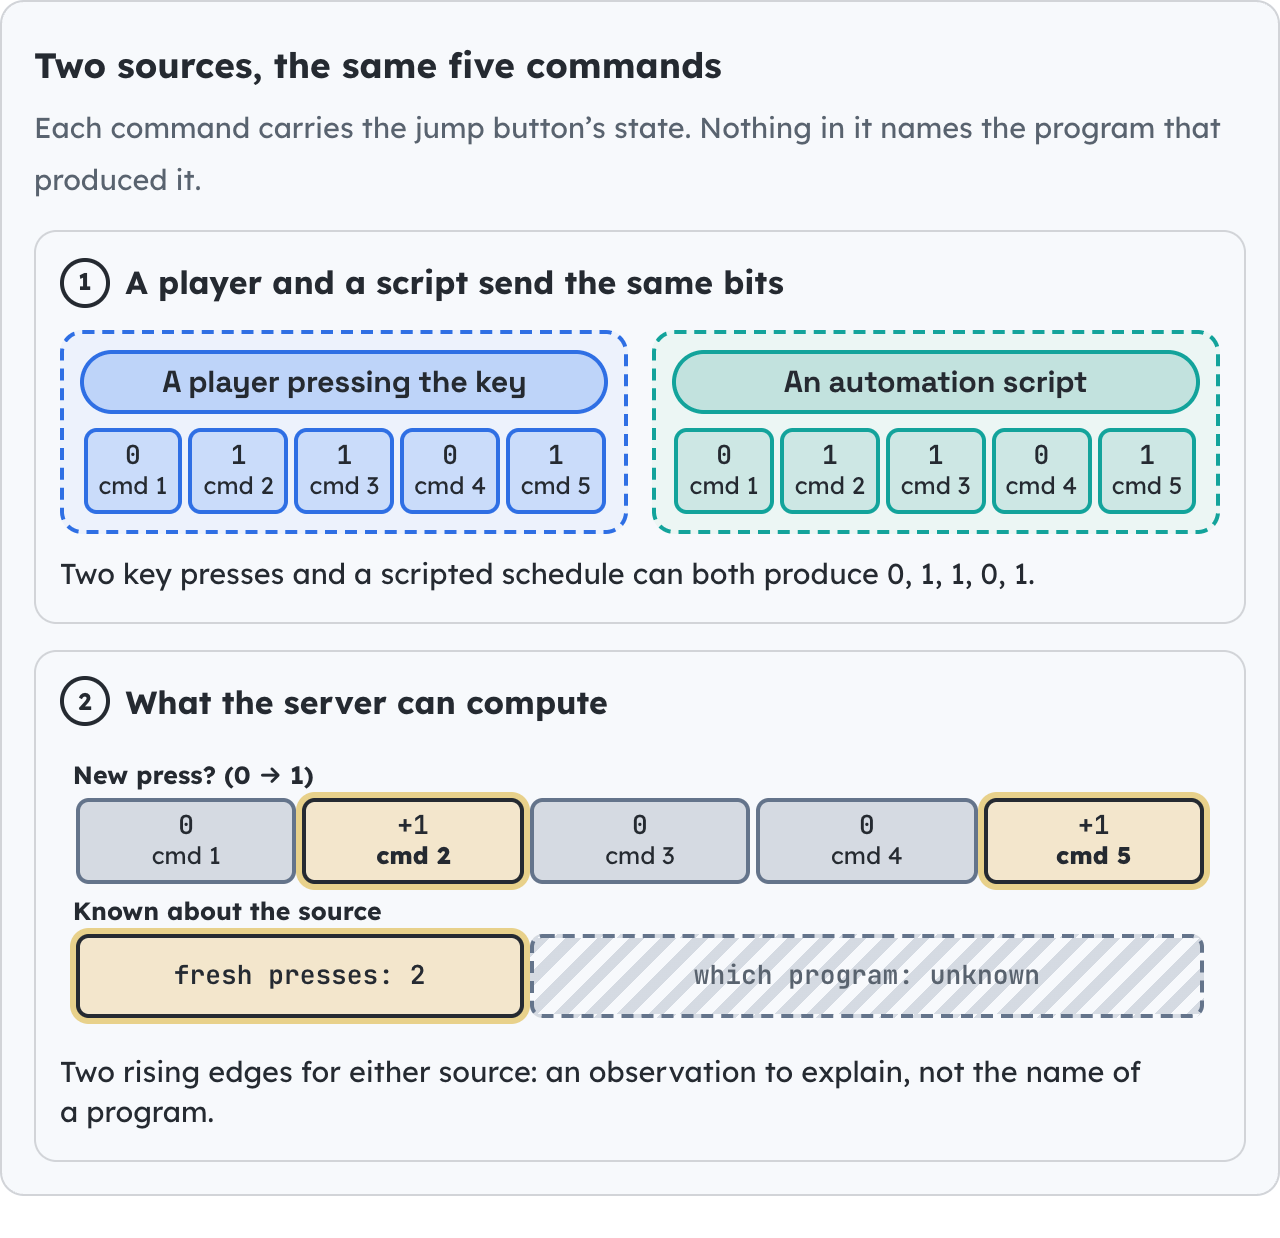 Two sources, the same five commands
Each command carries the jump button’s state. Nothing in it names the program that
produced it.
1 A player and a script send the same bits
A player pressing the key
0 1 1 0 1
cmd 1 cmd 2 cmd 3 cmd 4 cmd 5
An automation script
0 1 1 0 1
cmd 1 cmd 2 cmd 3 cmd 4 cmd 5
Two key presses and a scripted schedule can both produce 0, 1, 1, 0, 1.
2 What the server can compute
New press? (0 → 1)
0 +1 0 0 +1
cmd 1 cmd 2 cmd 3 cmd 4 cmd 5
Known about the source
fresh presses: 2 which program: unknown
Two rising edges for either source: an observation to explain, not the name of
a program.